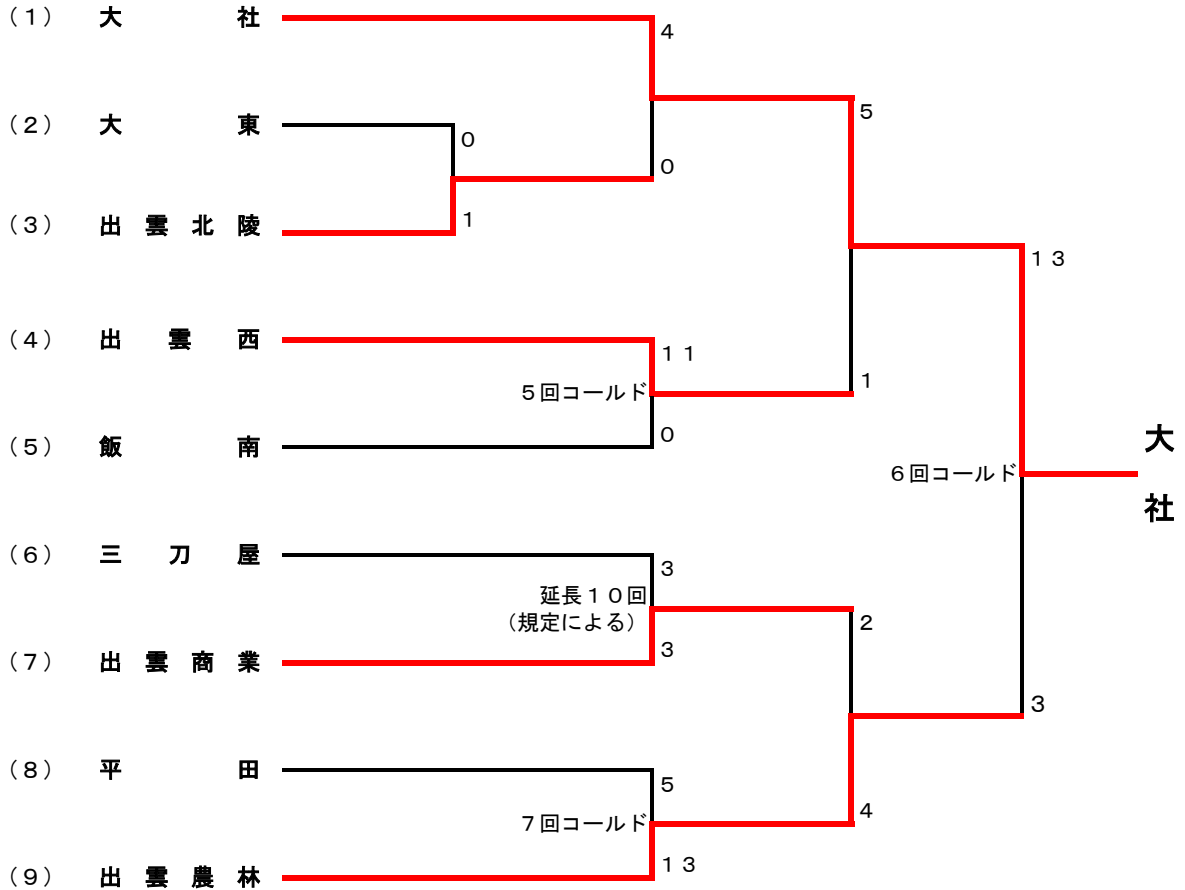 （１） 大社
4
5
（２） 大東
0
0
（３） 出雲北陵
1
１３
（４） 出雲西
１１
５回コールド
1
（５） 飯南
0
６回コールド
大社
（６） 三刀屋
3
延長１０回
（規定による）
2
（７） 出雲商業
3
3
（８） 平田
5
７回コールド
4
（９） 出雲農林
１３